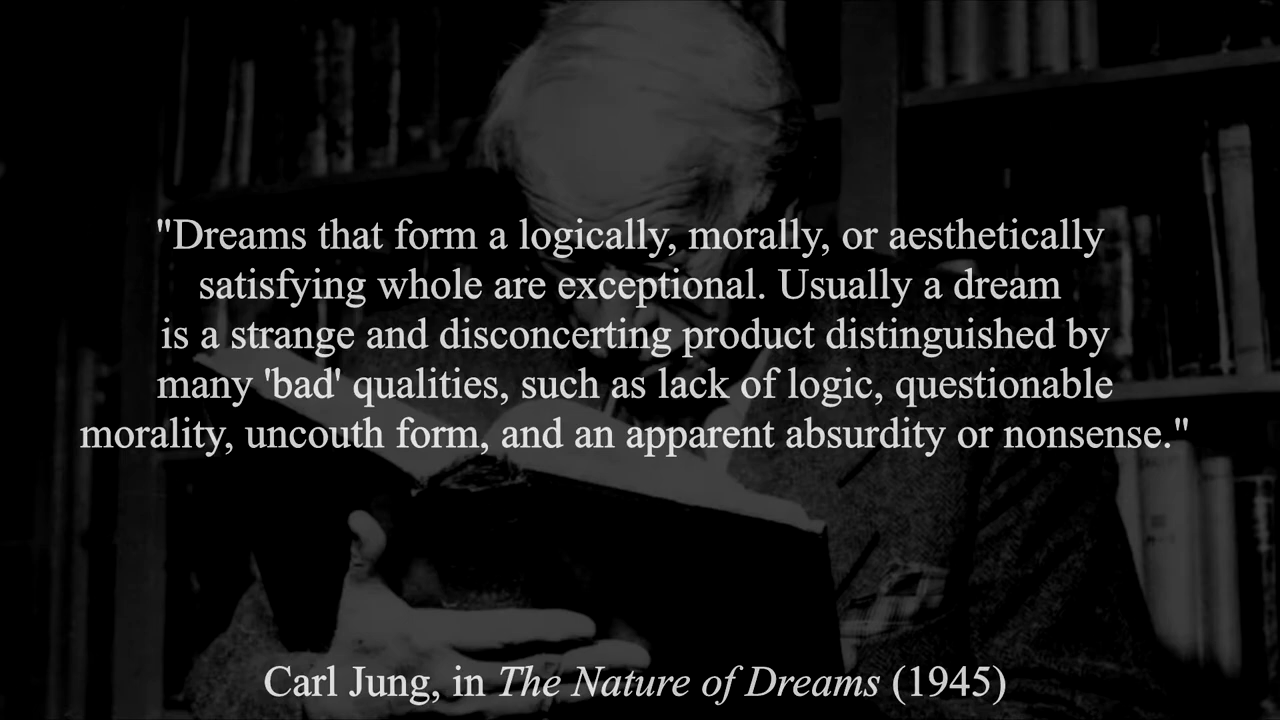 "Dreams that form a logically, morally, or aesthetically
satisfying whole are exceptional. Usually a dream
is a strange and disconcerting product distinguished by
many 'bad' qualities, such as lack of logic, questionable
morality, uncouth form, and an apparent absurdity or nonsense."
Carl Jung, in The Nature of Dreams (1945)